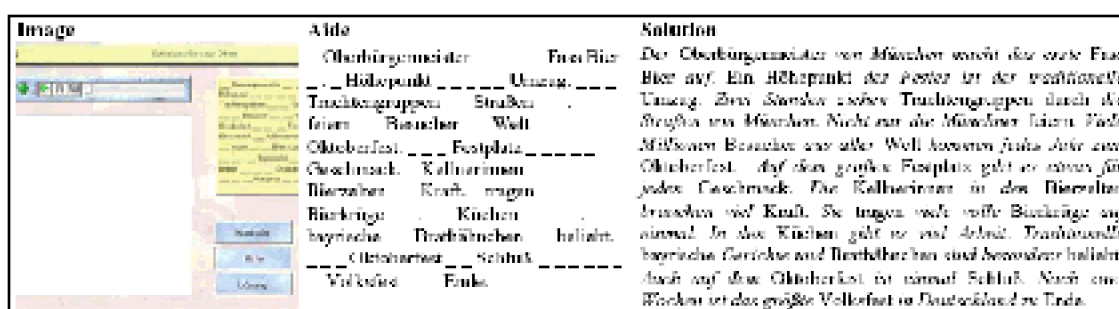 Image
Aide
Oberbürgermeister Fass Bier
_ . _ _ Höhepunkt _ _ _ _ _ Umzug. _ _ _
Trachtengruppen Straßen .
feiern Besucher Welt
Oktoberfest. _ _ _ Festplatz _ _ _ _ _
Geschmack. Kellnerinnen
Bierzelten Kraft. tragen
Bierkrüge . Küchen .
bayrische Brathähnchen beliebt.
_ _ _ Oktoberfest _ _ Schluß _ _ _ _ _ _
Volksfest Ende.
Solution
Der Oberbürgermeister von München macht das erste Fass
Bier auf. Ein Höhepunkt des Festes ist der traditionelle
Umzug. Zwei Stunden ziehen Trachtengruppen durch die
Straßen von München. Nicht nur die Münchner feiern. Viele
Millionen Besucher aus aller Welt kommen jedes Jahr zum
Oktoberfest. Auf dem großen Festplatz gibt es etwas für
jeden Geschmack. Die Kellnerinnen in den Bierzelten
brauchen viel Kraft. Sie tragen viele volle Bierkrüge auf
einmal. In den Küchen gibt es viel Arbeit. Traditionelle
bayrische Gerichte und Brathähnchen sind besonders beliebt.
Auch auf dem Oktoberfest ist einmal Schluß. Nach zwei
Wochen ist das größte Volksfest in Deutschland zu Ende.